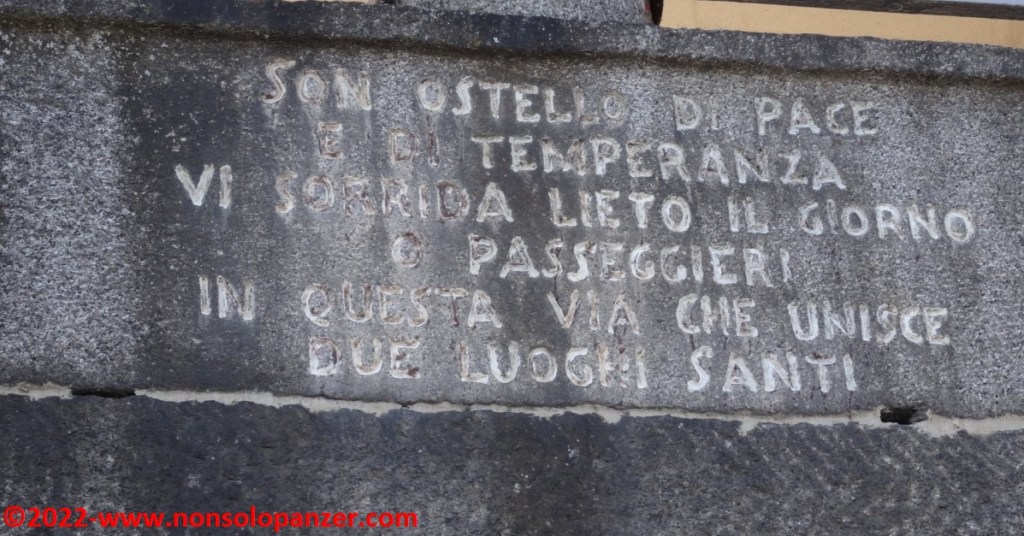 SON OSTELLO DI PACE
E DI TEMPERANZA
VI SORRIDA LIETO IL GIORNO
O PASSEGGIERI
IN QUESTA VIA CHE UNISCE
DUE LUOGHI SANTI
©2022-www.nonsolopanzer.com